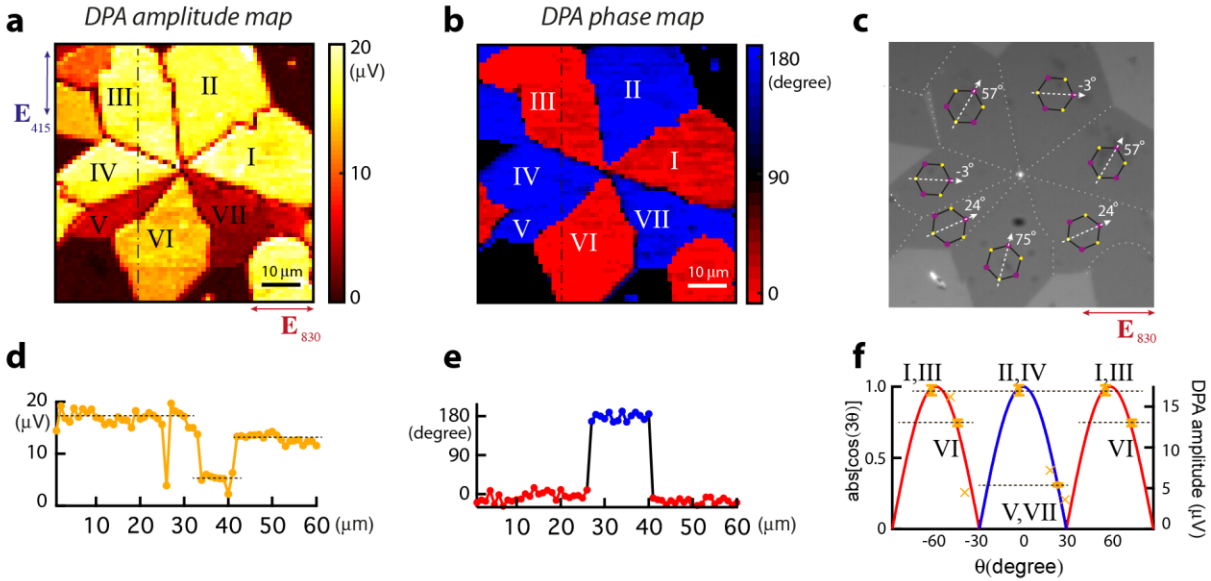 DPA amplitude map
DPA phase map
a
b
c
20
(μV)
0
E 415
E 830
I
II
III
IV
V
VI
VII
10 μm
180
(degree)
90
0
I
II
III
IV
V
VI
VII
10 μm
57°
-3°
57°
-3°
24°
24°
75°
E 830
d
20
(μV)
10
0
10 20 30 40 50 60 (μm)
e
180
(degree)
90
0
10 20 30 40 50 60 (μm)
f
I,III II,IV I,III
1.0
0.5
0
abs[cos(3θ)]
VI VI
V,VII
15
10
5
0
DPA amplitude (μV)
-60 -30 0 30 60
θ(degree)